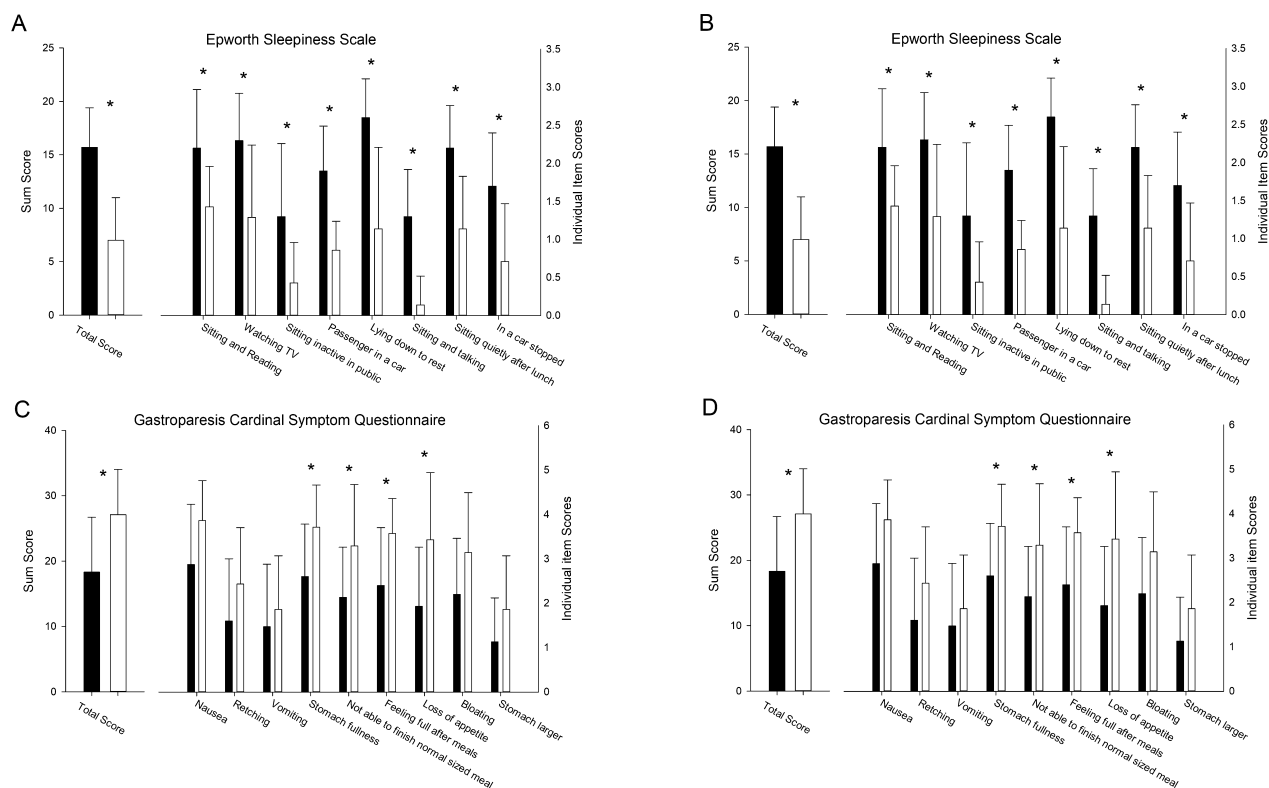 A
Epworth Sleepiness Scale
25
20
15
10
5
0
Sum Score
3.5
3.0
2.5
2.0
1.5
1.0
0.5
0.0
Individual Item Scores
* * * * * * * * *
Total Score
Sitting and Reading
Watching TV
Sitting inactive in public
Passenger in a car
Lying down to rest
Sitting and talking
Sitting quietly after lunch
In a car stopped
B
Epworth Sleepiness Scale
25
20
15
10
5
0
Sum Score
3.5
3.0
2.5
2.0
1.5
1.0
0.5
0.0
Individual Item Scores
* * * * * * * * *
Total Score
Sitting and Reading
Watching TV
Sitting inactive in public
Passenger in a car
Lying down to rest
Sitting and talking
Sitting quietly after lunch
In a car stopped
C
Gastroparesis Cardinal Symptom Questionnaire
40
30
20
10
0
Sum Score
6
5
4
3
2
1
0
Individual item Scores
* * * * *
Total Score
Nausea
Retching
Vomiting
Stomach fullness
Not able to finish normal sized meal
Feeling full after meals
Loss of appetite
Bloating
Stomach larger
D
Gastroparesis Cardinal Symptom Questionnaire
40
30
20
10
0
Sum Score
6
5
4
3
2
1
0
Individual item Scores
* * * * *
Total Score
Nausea
Retching
Vomiting
Stomach fullness
Not able to finish normal sized meal
Feeling full after meals
Loss of appetite
Bloating
Stomach larger